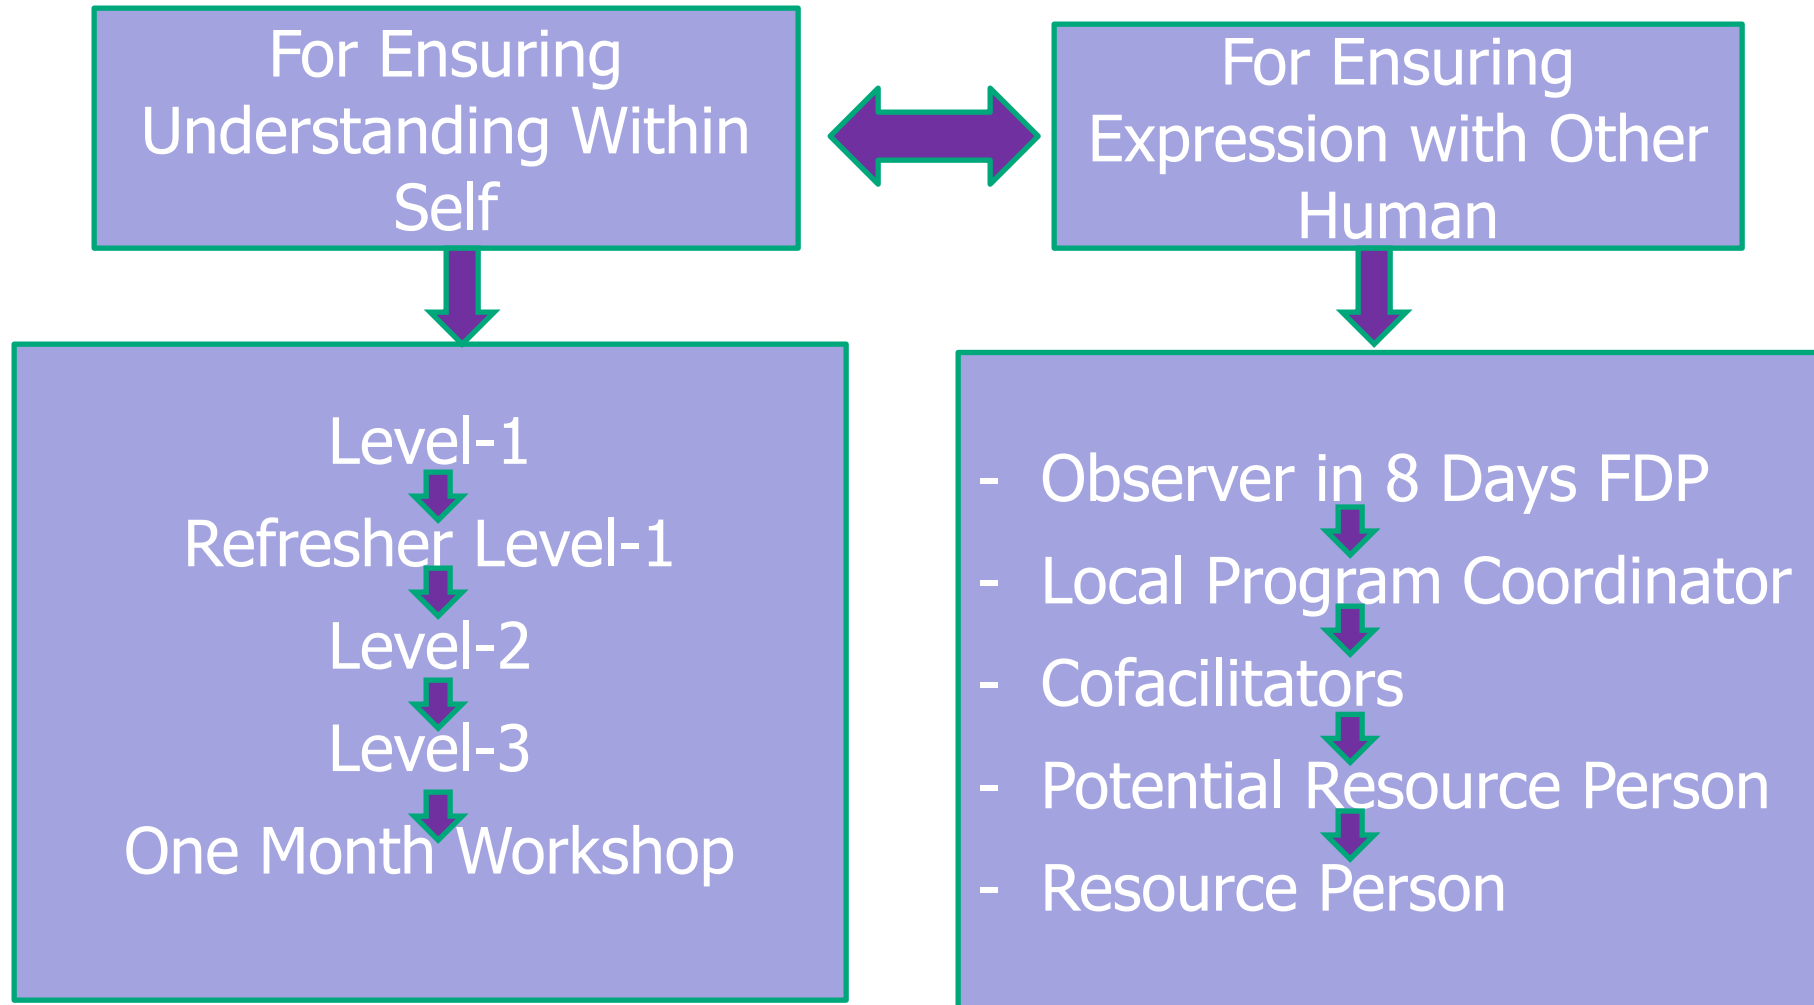 For Ensuring
Understanding Within
Self
For Ensuring
Expression with Other
Human
Level-1
Refresher Level-1
Level-2
Level-3
One Month Workshop
- Observer in 8 Days FDP
- Local Program Coordinator
- Cofacilitators
- Potential Resource Person
- Resource Person